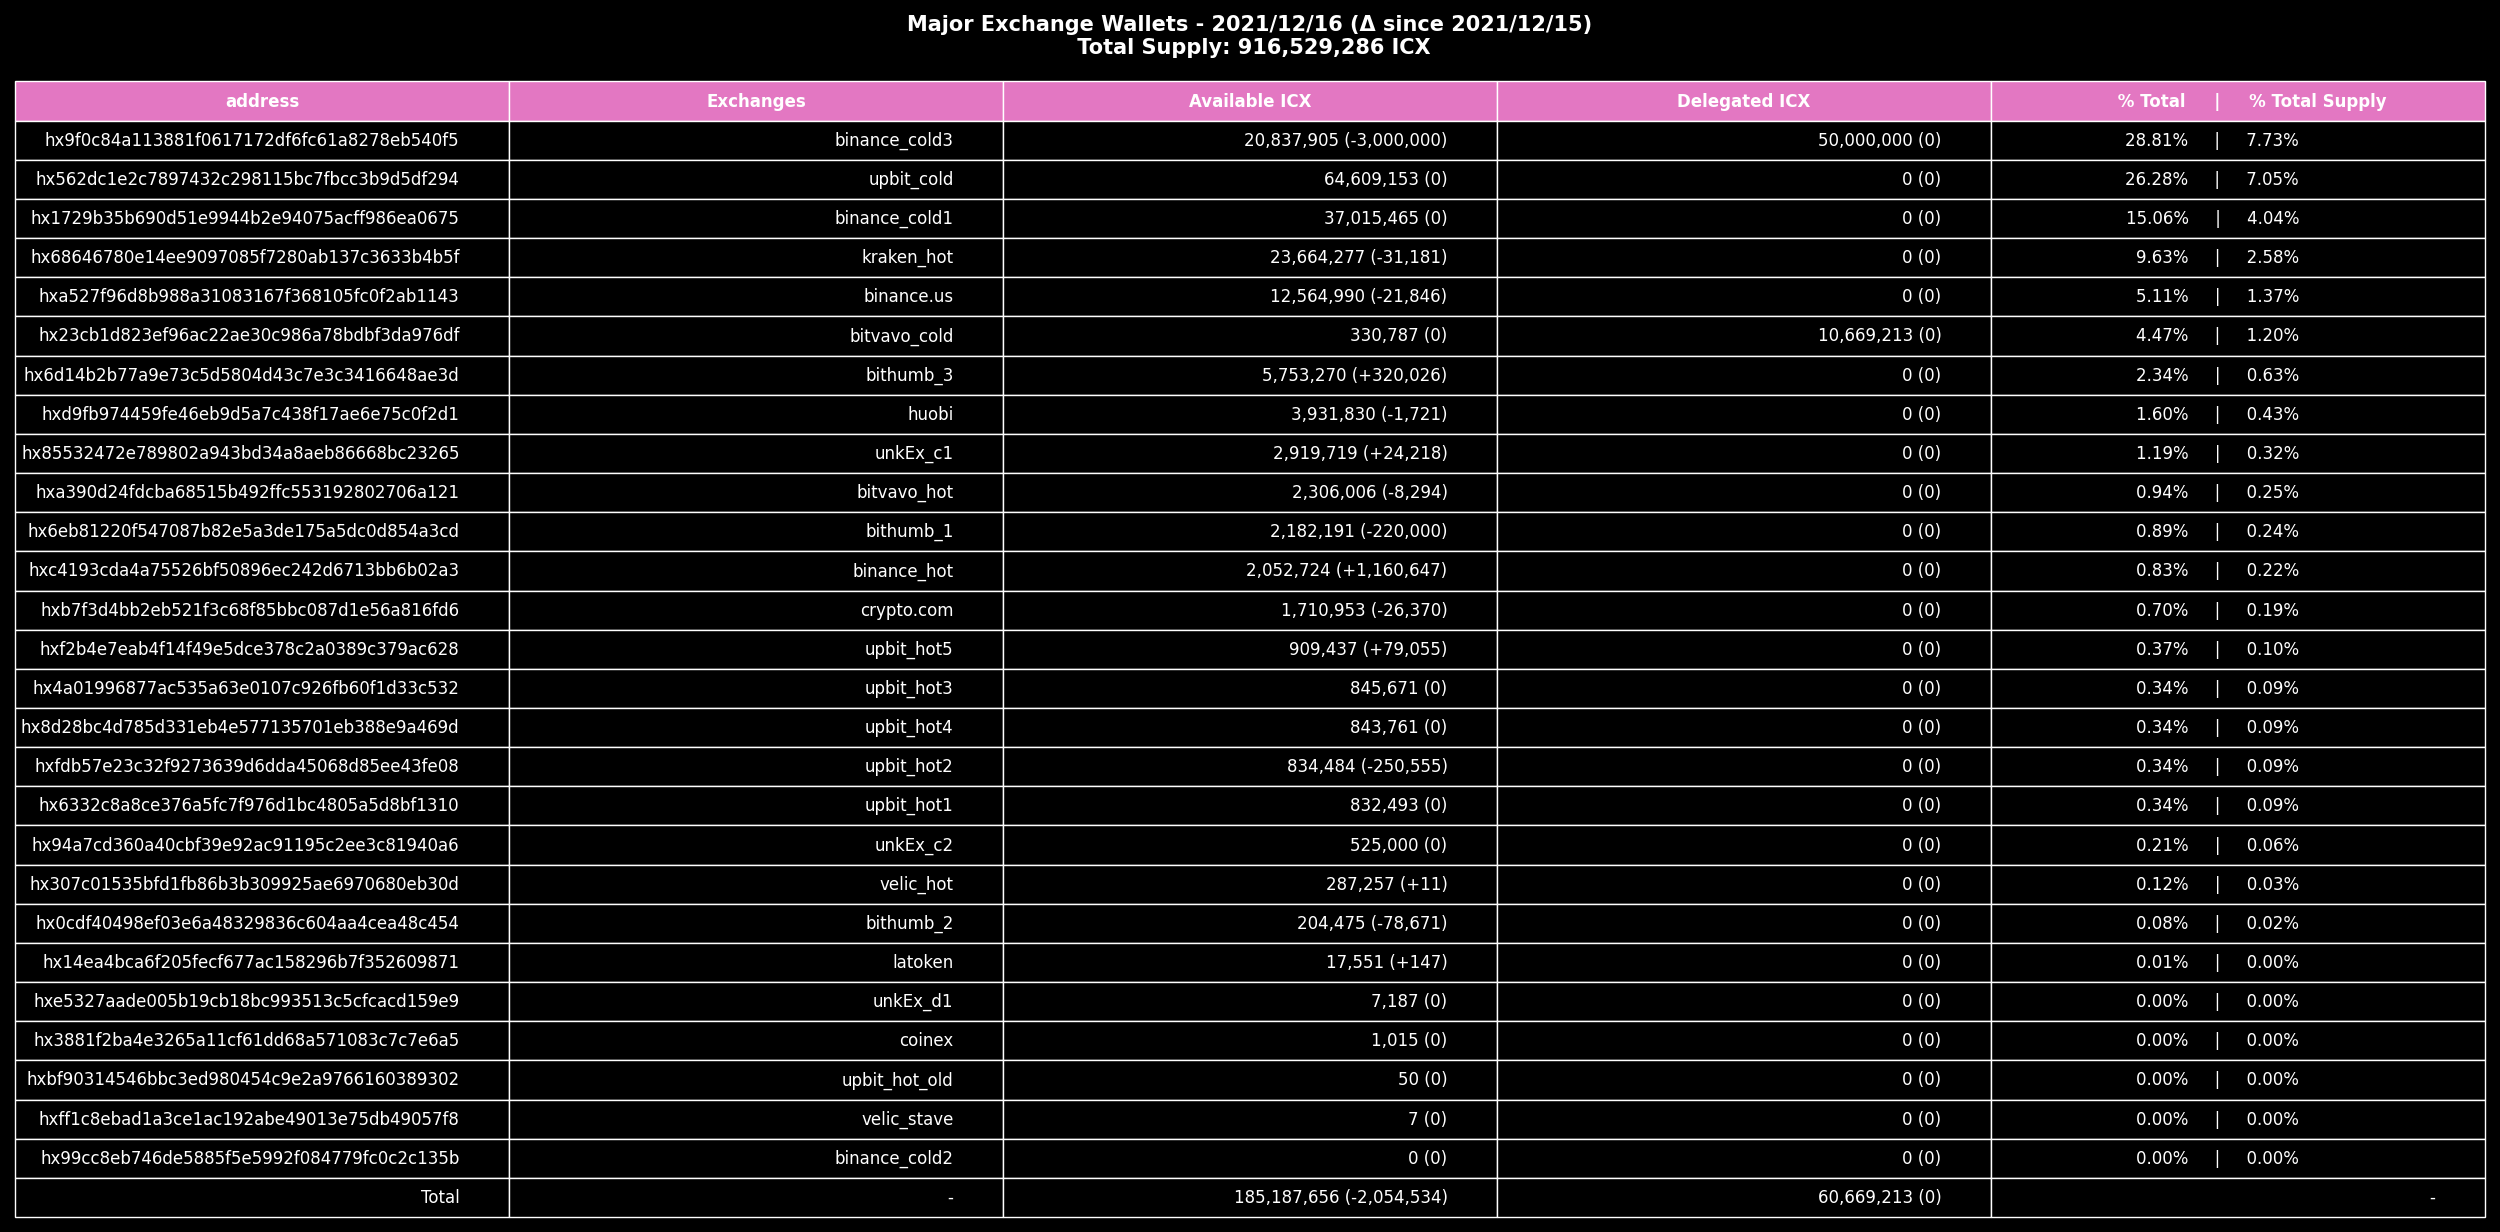 Major Exchange Wallets - 2021/12/16 (Δ since 2021/12/15)
Total Supply: 916,529,286 ICX
address Exchanges Available ICX Delegated ICX % Total | % Total Supply
hx9f0c84a113881f0617172df6fc61a8278eb540f5 binance_cold3 20,837,905 (-3,000,000) 50,000,000 (0) 28.81% | 7.73%
hx562dc1e2c7897432c298115bc7fbcc3b9d5df294 upbit_cold 64,609,153 (0) 0 (0) 26.28% | 7.05%
hx1729b35b690d51e9944b2e94075acff986ea0675 binance_cold1 37,015,465 (0) 0 (0) 15.06% | 4.04%
hx68646780e14ee9097085f7280ab137c3633b4b5f kraken_hot 23,664,277 (-31,181) 0 (0) 9.63% | 2.58%
hxa527f96d8b988a31083167f368105fc0f2ab1143 binance.us 12,564,990 (-21,846) 0 (0) 5.11% | 1.37%
hx23cb1d823ef96ac22ae30c986a78bdbf3da976df bitvavo_cold 330,787 (0) 10,669,213 (0) 4.47% | 1.20%
hx6d14b2b77a9e73c5d5804d43c7e3c3416648ae3d bithumb_3 5,753,270 (+320,026) 0 (0) 2.34% | 0.63%
hxd9fb974459fe46eb9d5a7c438f17ae6e75c0f2d1 huobi 3,931,830 (-1,721) 0 (0) 1.60% | 0.43%
hx85532472e789802a943bd34a8aeb86668bc23265 unkEx_c1 2,919,719 (+24,218) 0 (0) 1.19% | 0.32%
hxa390d24fdcba68515b492ffc553192802706a121 bitvavo_hot 2,306,006 (-8,294) 0 (0) 0.94% | 0.25%
hx6eb81220f547087b82e5a3de175a5dc0d854a3cd bithumb_1 2,182,191 (-220,000) 0 (0) 0.89% | 0.24%
hxc4193cda4a75526bf50896ec242d6713bb6b02a3 binance_hot 2,052,724 (+1,160,647) 0 (0) 0.83% | 0.22%
hxb7f3d4bb2eb521f3c68f85bbc087d1e56a816fd6 crypto.com 1,710,953 (-26,370) 0 (0) 0.70% | 0.19%
hxf2b4e7eab4f14f49e5dce378c2a0389c379ac628 upbit_hot5 909,437 (+79,055) 0 (0) 0.37% | 0.10%
hx4a01996877ac535a63e0107c926fb60f1d33c532 upbit_hot3 845,671 (0) 0 (0) 0.34% | 0.09%
hx8d28bc4d785d331eb4e577135701eb388e9a469d upbit_hot4 843,761 (0) 0 (0) 0.34% | 0.09%
hxfdb57e23c32f9273639d6dda45068d85ee43fe08 upbit_hot2 834,484 (-250,555) 0 (0) 0.34% | 0.09%
hx6332c8a8ce376a5fc7f976d1bc4805a5d8bf1310 upbit_hot1 832,493 (0) 0 (0) 0.34% | 0.09%
hx94a7cd360a40cbf39e92ac91195c2ee3c81940a6 unkEx_c2 525,000 (0) 0 (0) 0.21% | 0.06%
hx307c01535bfd1fb86b3b309925ae6970680eb30d velic_hot 287,257 (+11) 0 (0) 0.12% | 0.03%
hx0cdf40498ef03e6a48329836c604aa4cea48c454 bithumb_2 204,475 (-78,671) 0 (0) 0.08% | 0.02%
hx14ea4bca6f205fecf677ac158296b7f352609871 latoken 17,551 (+147) 0 (0) 0.01% | 0.00%
hxe5327aade005b19cb18bc993513c5cfcacd159e9 unkEx_d1 7,187 (0) 0 (0) 0.00% | 0.00%
hx3881f2ba4e3265a11cf61dd68a571083c7c7e6a5 coinex 1,015 (0) 0 (0) 0.00% | 0.00%
hxbf90314546bbc3ed980454c9e2a9766160389302 upbit_hot_old 50 (0) 0 (0) 0.00% | 0.00%
hxff1c8ebad1a3ce1ac192abe49013e75db49057f8 velic_stave 7 (0) 0 (0) 0.00% | 0.00%
hx99cc8eb746de5885f5e5992f084779fc0c2c135b binance_cold2 0 (0) 0 (0) 0.00% | 0.00%
Total - 185,187,656 (-2,054,534) 60,669,213 (0) -